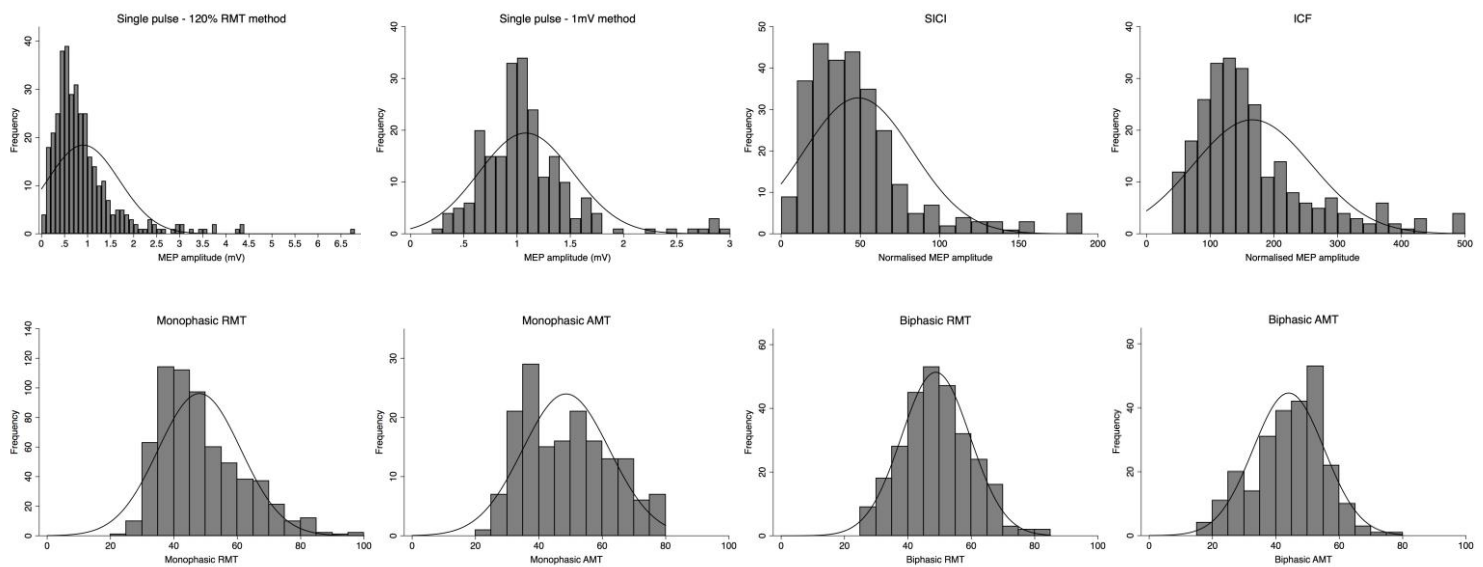 Single pulse - 120% RMT method
Frequency
0 10 20 30 40
0 .5 1 1.5 2 2.5 3 3.5 4 4.5 5 5.5 6 6.5
MEP amplitude (mV)
Single pulse - 1mV method
Frequency
0 10 20 30 40
0 .5 1 1.5 2 2.5 3
MEP amplitude (mV)
SICI
Frequency
0 10 20 30 40 50
0 50 100 150 200
Normalised MEP amplitude
ICF
Frequency
0 10 20 30 40
0 100 200 300 400 500
Normalised MEP amplitude
Monophasic RMT
Frequency
0 20 40 60 80 100 120 140
0 20 40 60 80 100
Monophasic RMT
Monophasic AMT
Frequency
0 10 20 30
0 20 40 60 80 100
Monophasic AMT
Biphasic RMT
Frequency
0 20 40 60
0 20 40 60 80 100
Biphasic RMT
Biphasic AMT
Frequency
0 20 40 60
0 20 40 60 80 100
Biphasic AMT